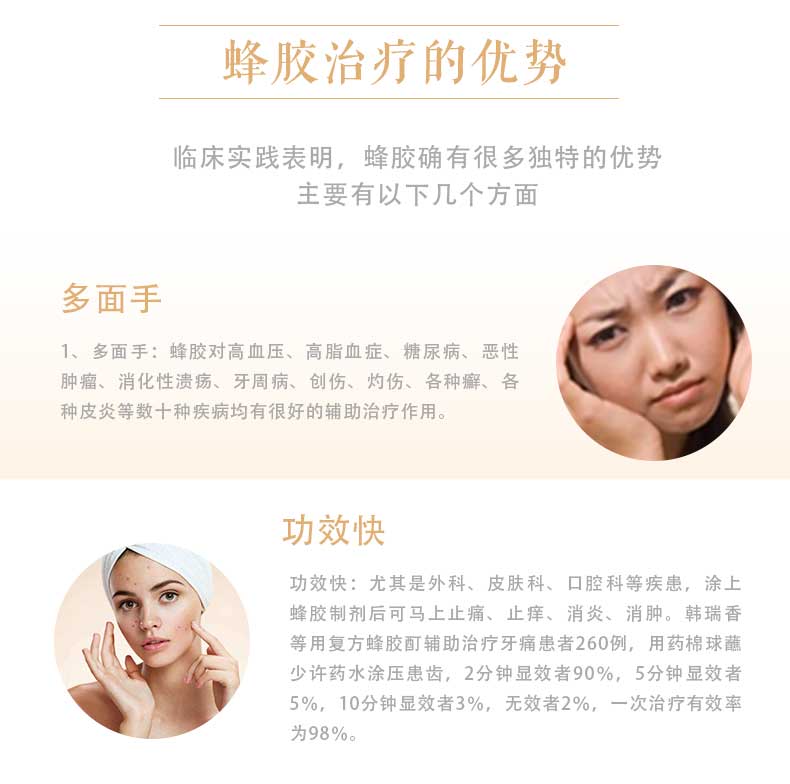 蜂胶治疗的优势
临床实践表明，蜂胶确有很多独特的优势
主要有以下几个方面
多面手
1、多面手：蜂胶对高血压、高脂血症、糖尿病、恶性
肿瘤、消化性溃疡、牙周病、创伤、灼伤、各种癣、各
种皮炎等数十种疾病均有很好的辅助治疗作用。
功效快
功效快：尤其是外科、皮肤科、口腔科等疾患，涂上
蜂胶制剂后可马上止痛、止痒、消炎、消肿。韩瑞香
等用复方蜂胶酊辅助治疗牙痛患者260例，用药棉球蘸
少许药水涂压患齿，2分钟显效者90%，5分钟显效者
5%，10分钟显效者3%，无效者2%，一次治疗有效率
为98%。